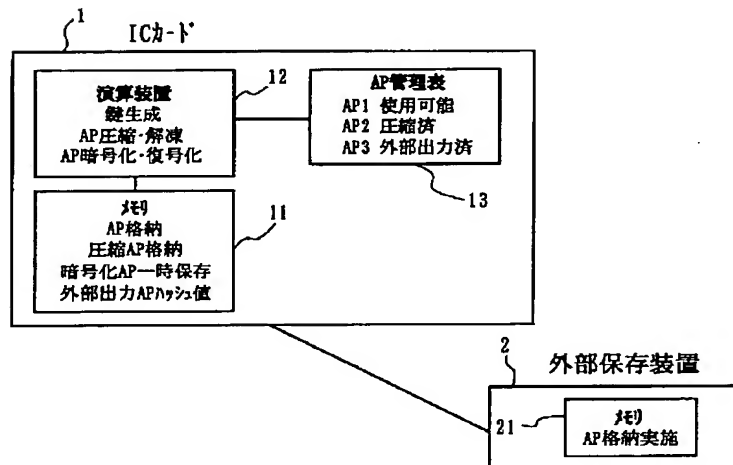 1
ICｶｰﾄﾞ
演算装置
鍵生成
AP圧縮・解凍
AP暗号化・復号化
12
AP管理表
AP1 使用可能
AP2 圧縮済
AP3 外部出力済
13
ﾒﾓﾘ
AP格納
圧縮AP格納
暗号化AP一時保存
外部出力APﾊｯｼｭ値
11
2
外部保存装置
21
ﾒﾓﾘ
AP格納実施